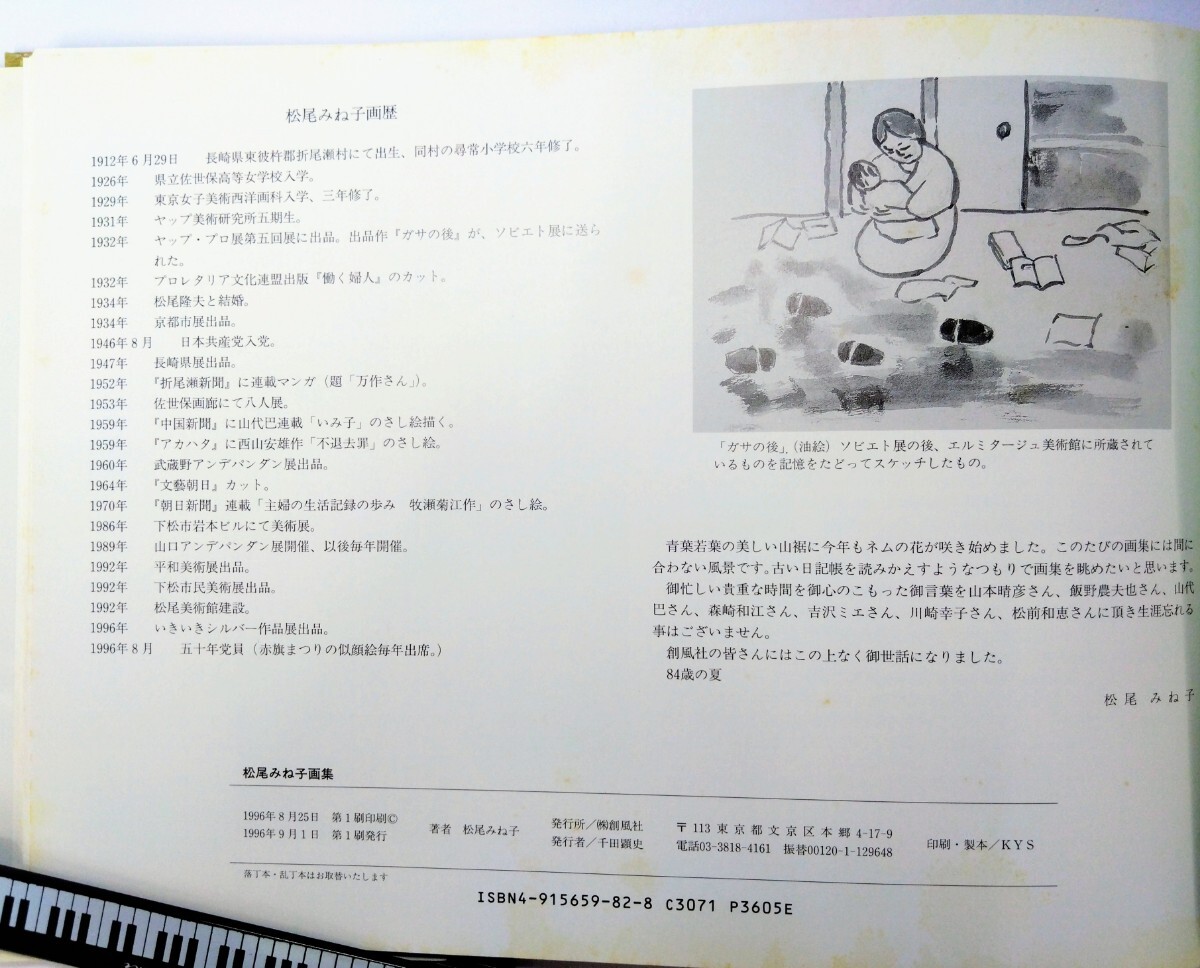 松尾みね子画歴
1912年6月29日　長崎県東彼杵郡折尾瀬村にて出生、同村の尋常小学校六年修了。
1926年　県立佐世保高等女学校入学。
1929年　東京女子美術西洋画科入学、三年修了。
1931年　ヤップ美術研究所五期生。
1932年　ヤップ・プロ展第五回展に出品。出品作『ガサの後』が、ソビエト展に送ら
れた。
1932年　プロレタリア文化連盟出版『働く婦人』のカット。
1934年　松尾隆夫と結婚。
1934年　京都市展出品。
1946年8月　日本共産党入党。
1947年　長崎県展出品。
1952年　『折尾瀬新聞』に連載マンガ（題「万作さん」）。
1953年　佐世保画廊にて八人展。
1959年　『中国新聞』に山代巴連載「いみ子」のさし絵描く。
1959年　『アカハタ』に西山安雄作「不退去罪」のさし絵。
1960年　武蔵野アンデパンダン展出品。
1964年　『文藝朝日』カット。
1970年　『朝日新聞』連載「主婦の生活記録の歩み　牧瀬菊江作」のさし絵。
1986年　下松市岩本ビルにて美術展。
1989年　山口アンデパンダン展開催、以後毎年開催。
1992年　平和美術展出品。
1992年　下松市民美術展出品。
1992年　松尾美術館建設。
1996年　いきいきシルバー作品展出品。
1996年8月　五十年党員（赤旗まつりの似顔絵毎年出席。）
「ガサの後」．（油絵）ソビエト展の後、エルミタージュ美術館に所蔵されて
いるものを記憶をたどってスケッチしたもの。
青葉若葉の美しい山裾に今年もネムの花が咲き始めました。このたびの画集には間に
合わない風景です。古い日記帳を読みかえすようなつもりで画集を眺めたいと思います。
御忙しい貴重な時間を御心のこもった御言葉を山本晴彦さん、飯野農夫也さん、山代
巴さん、森崎和江さん、吉沢ミエさん、川崎幸子さん、松前和恵さんに頂き生涯忘れる
事はございません。
創風社の皆さんにはこの上なく御世話になりました。
84歳の夏
松尾 みね子
松尾みね子画集
1996年8月25日　第1刷印刷©
1996年9月1日　第1刷発行
著者　松尾みね子
発行所／㈱創風社
発行者／千田顕史
〒113 東京都文京区本郷 4-17-9
電話03-3818-4161　振替00120-1-129648
印刷・製本／KYS
落丁本・乱丁本はお取替いたします
ISBN4-915659-82-8 C3071 P3605E